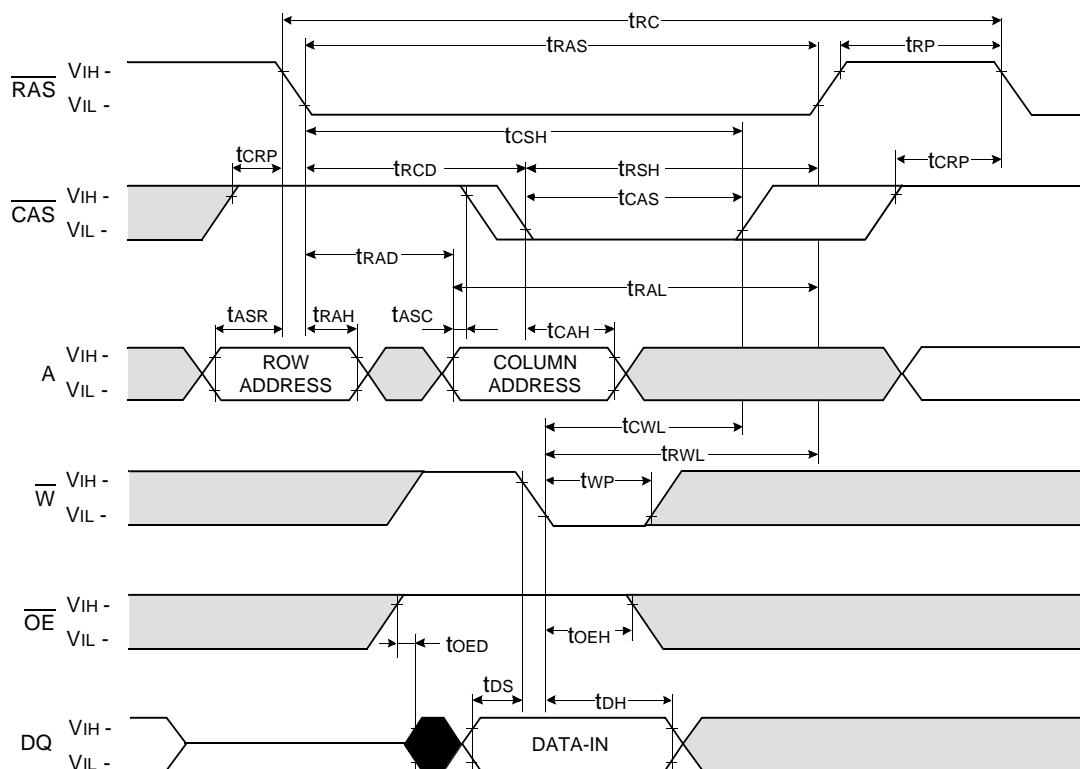 tRC
tRAS
tRP
RAS
VIH -
VIL -
tCSH
tCRP
tRCD
tRSH
tCRP
CAS
VIH -
VIL -
tCAS
tRAD
tRAL
tASR
tRAH
tASC
tCAH
A
VIH -
VIL -
ROW
ADDRESS
COLUMN
ADDRESS
tCWL
tRWL
W
VIH -
VIL -
tWP
OE
VIH -
VIL -
tOED
tOEH
tDS
tDH
DQ
VIH -
VIL -
DATA-IN